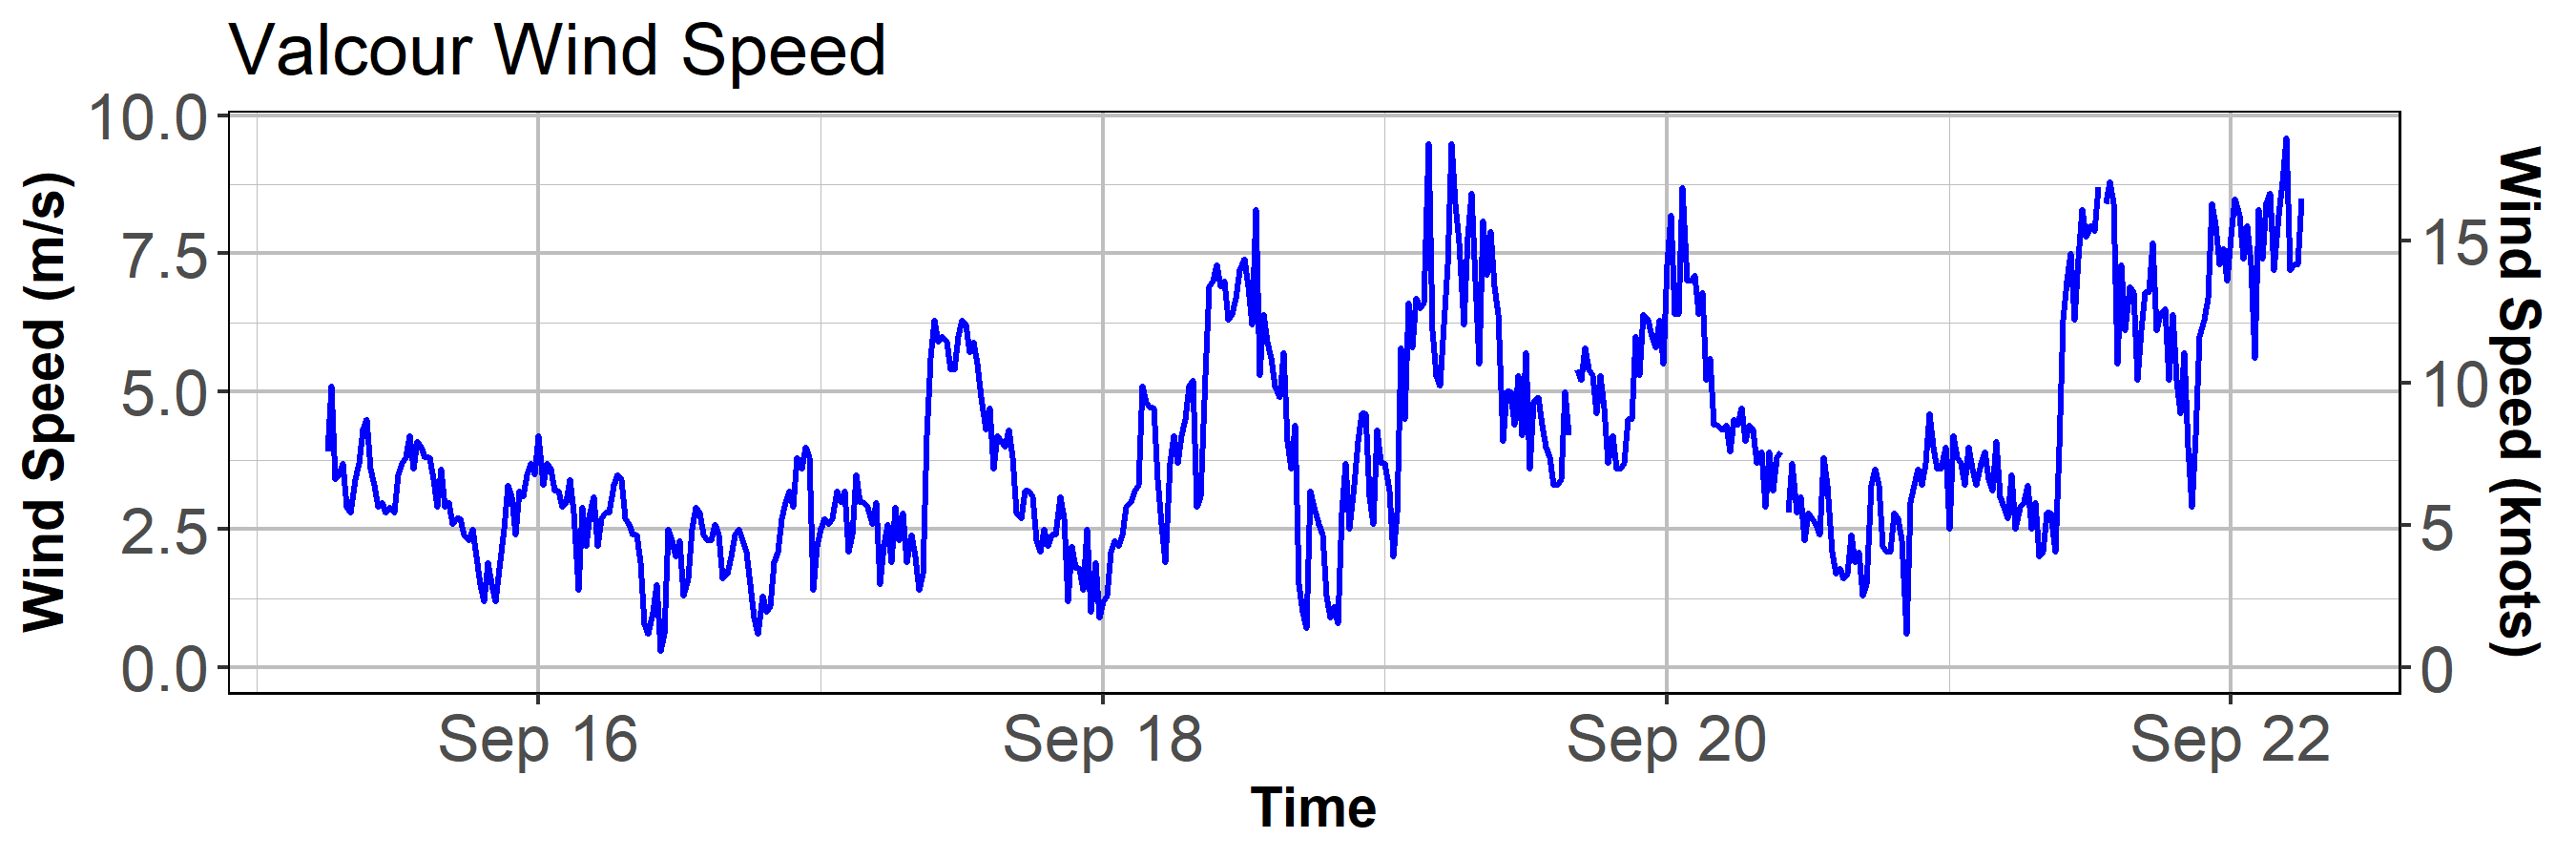 Valcour Wind Speed
Wind Speed (m/s)
10.0
7.5
5.0
2.5
0.0
15
10
5
0
Wind Speed (knots)
Sep 16
Sep 18
Sep 20
Sep 22
Time